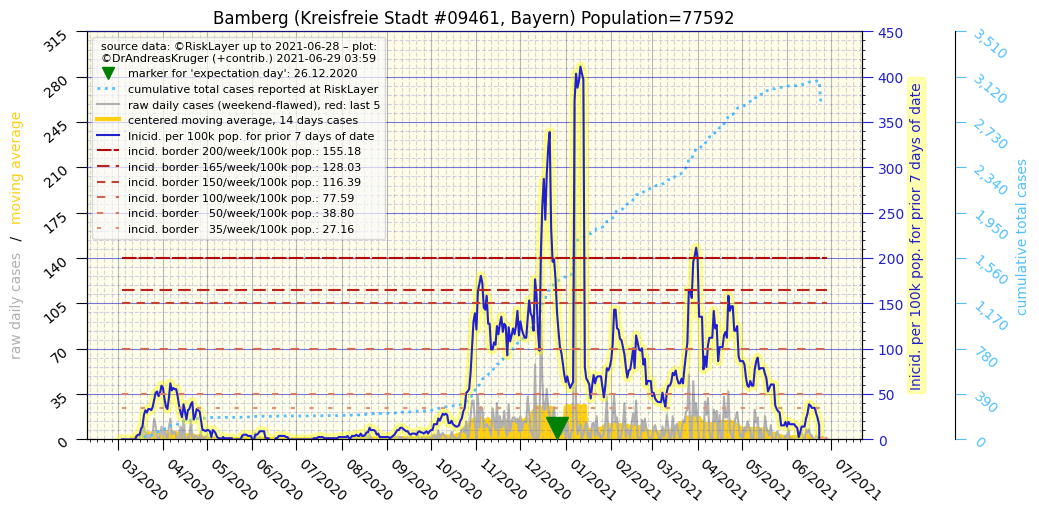 Bamberg (Kreisfreie Stadt #09461, Bayern) Population=77592
source data: ©RiskLayer up to 2021-06-28 – plot:
©DrAndreasKruger (+contrib.) 2021-06-29 03:59
marker for 'expectation day': 26.12.2020
cumulative total cases reported at RiskLayer
raw daily cases (weekend-flawed), red: last 5
centered moving average, 14 days cases
Inicid. per 100k pop. for prior 7 days of date
incid. border 200/week/100k pop.: 155.18
incid. border 165/week/100k pop.: 128.03
incid. border 150/week/100k pop.: 116.39
incid. border 100/week/100k pop.: 77.59
incid. border   50/week/100k pop.: 38.80
incid. border   35/week/100k pop.: 27.16
raw daily cases / moving average
315
280
245
210
175
140
105
70
35
0
450
400
350
300
250
200
150
100
50
0
Inicid. per 100k pop. for prior 7 days of date
3,510
3,120
2,730
2,340
1,950
1,560
1,170
780
390
0
cumulative total cases
03/2020
04/2020
05/2020
06/2020
07/2020
08/2020
09/2020
10/2020
11/2020
12/2020
01/2021
02/2021
03/2021
04/2021
05/2021
06/2021
07/2021